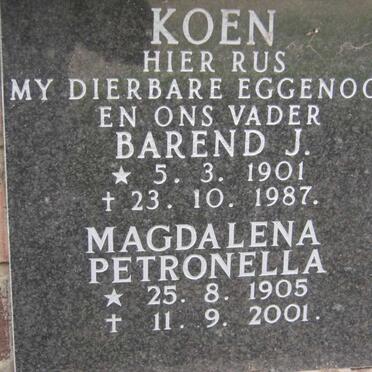 KOEN
HIER RUS
MY DIERBARE EGGENOO
EN ONS VADER
BAREND J.
★ 5. 3. 1901
† 23. 10. 1987.
MAGDALENA
PETRONELLA
★ 25. 8. 1905
† 11. 9. 2001.